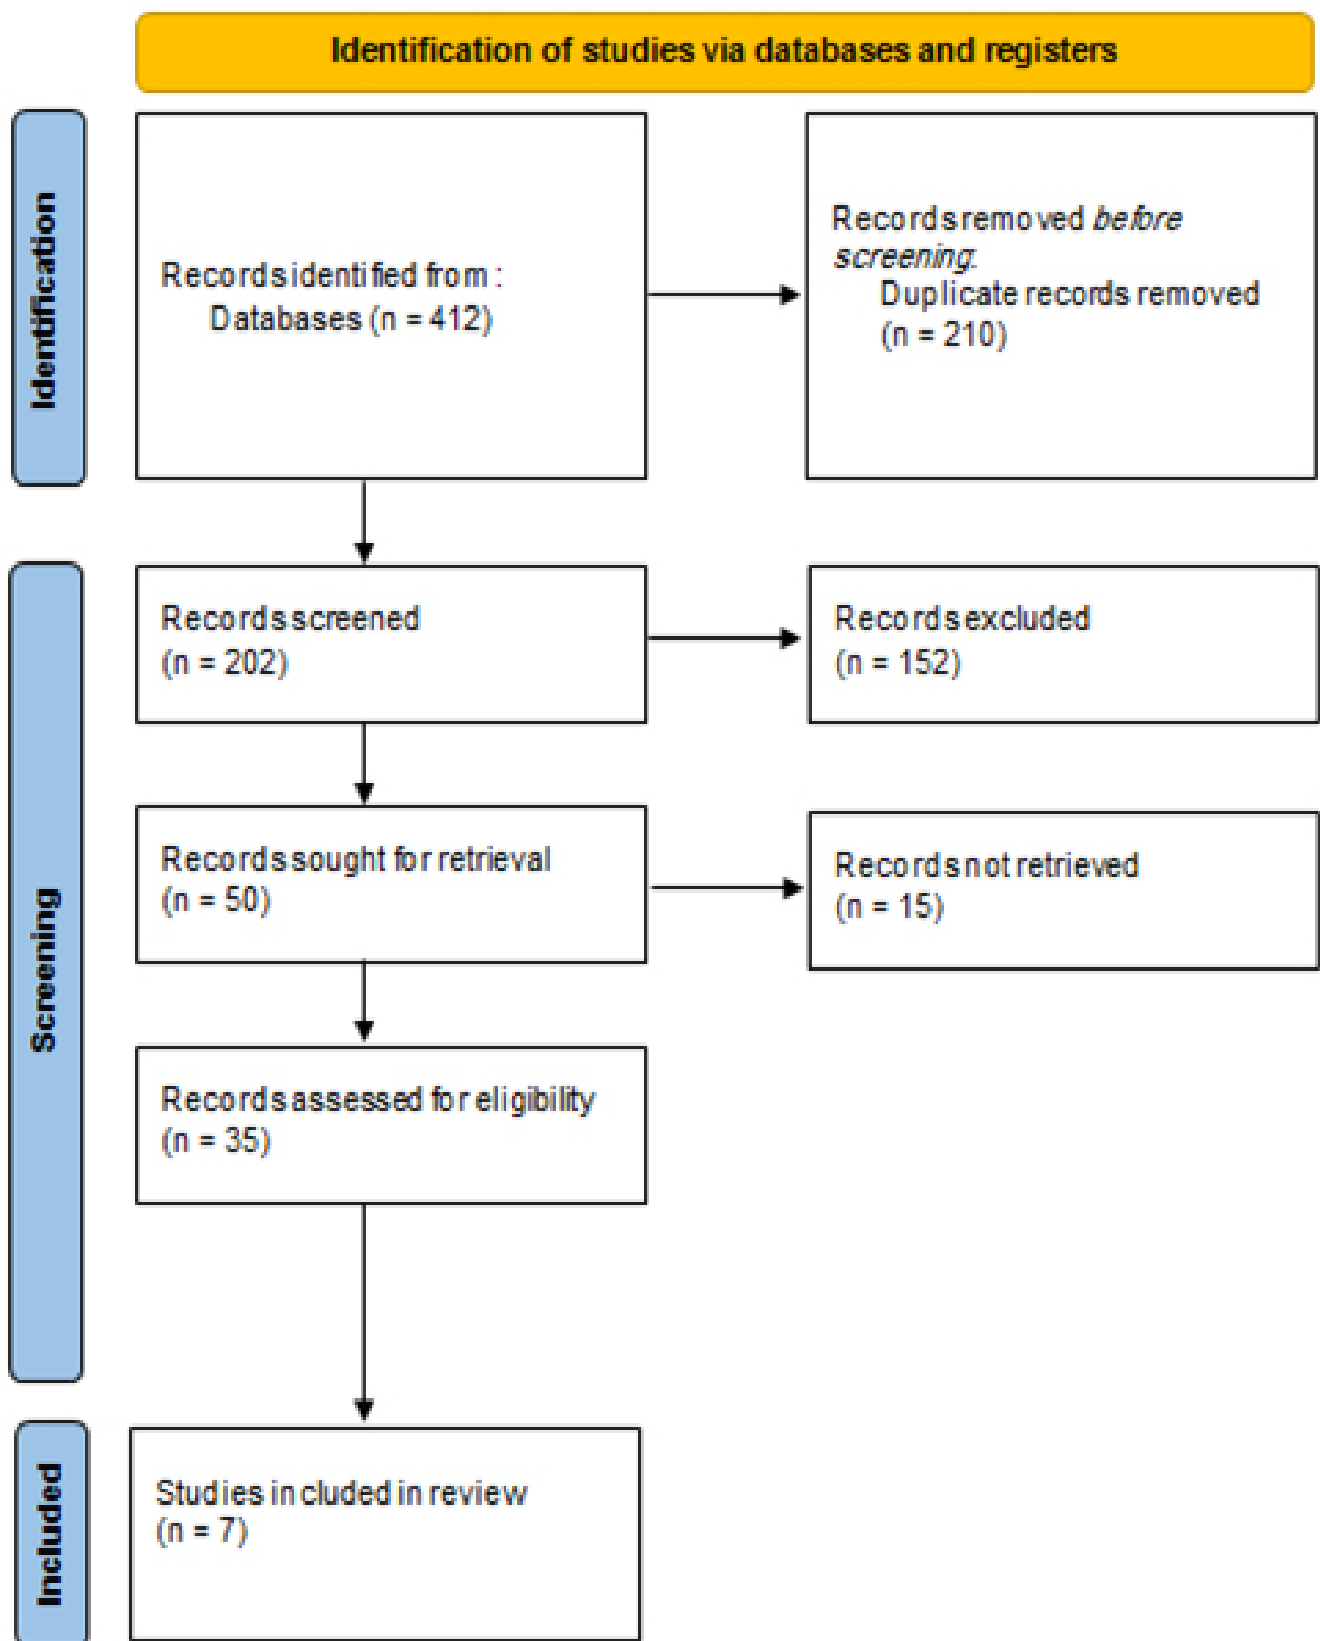 Identification of studies via databases and registers
Identification
Records identified from :
Databases (n = 412)
Records removed before
screening:
Duplicate records removed
(n = 210)
Screening
Records screened
(n = 202)
Records excluded
(n = 152)
Records sought for retrieval
(n = 50)
Records not retrieved
(n = 15)
Records assessed for eligibility
(n = 35)
Included
Studies included in review
(n = 7)